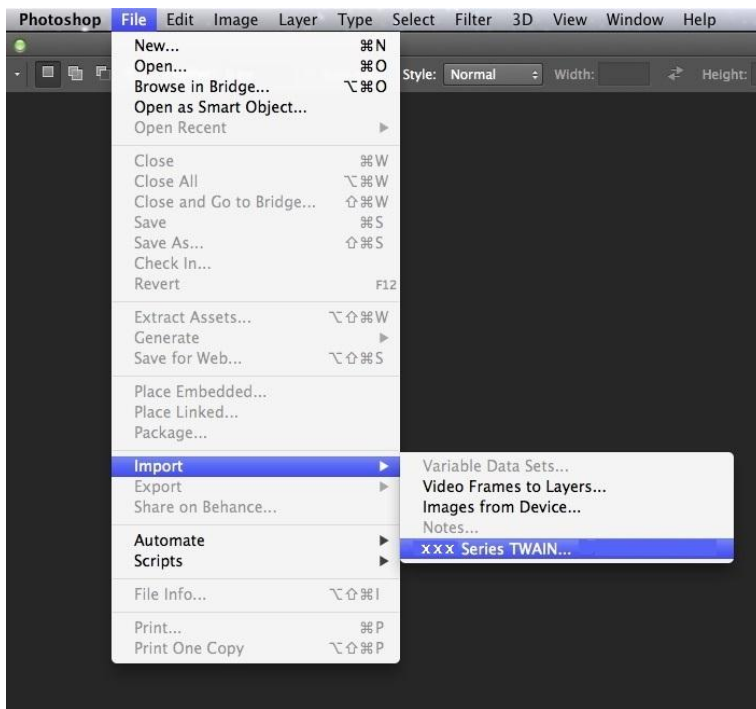 Photoshop File Edit Image Layer Type Select Filter 3D View Window Help
Style: Normal Width: Height:
New... ⌘N
Open... ⌘O
Browse in Bridge... ⌥⌘O
Open as Smart Object...
Open Recent
Close ⌘W
Close All ⌥⌘W
Close and Go to Bridge... ⇧⌘W
Save ⌘S
Save As... ⇧⌘S
Check In...
Revert F12
Extract Assets... ⌥⇧⌘W
Generate
Save for Web... ⌥⇧⌘S
Place Embedded...
Place Linked...
Package...
Import
Export
Share on Behance...
Automate
Scripts
File Info... ⌥⇧⌘I
Print... ⌘P
Print One Copy ⌥⇧⌘P
Variable Data Sets...
Video Frames to Layers...
Images from Device...
Notes...
xxx Series TWAIN...